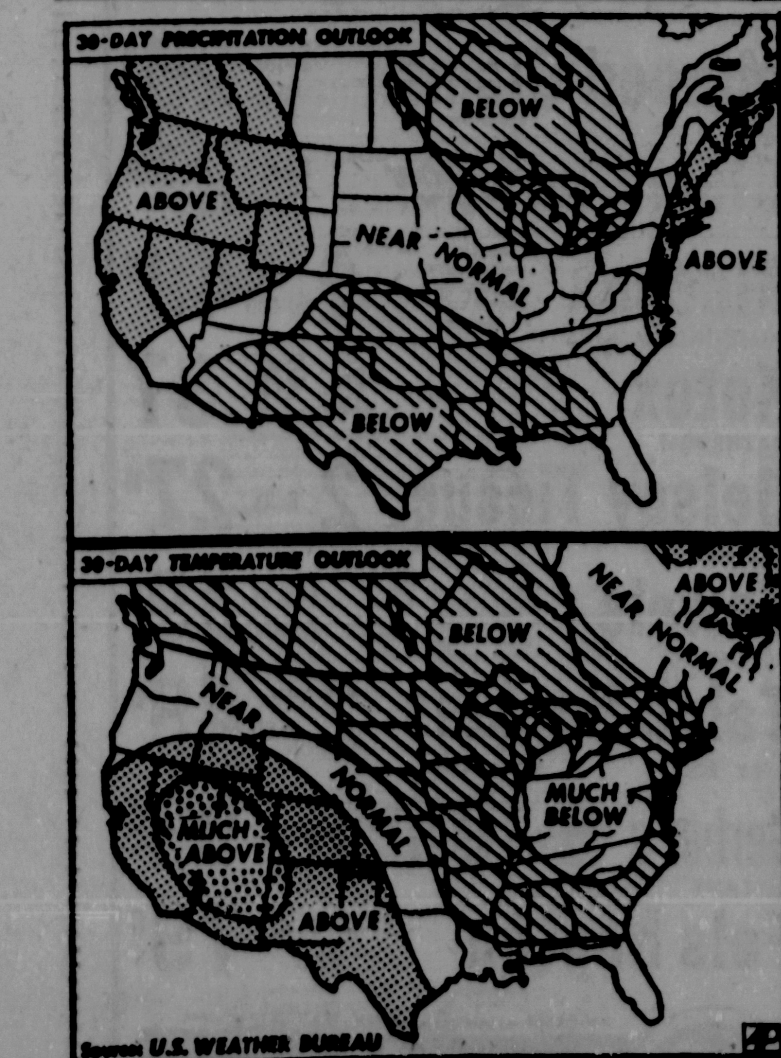 30-DAY PRECIPITATION OUTLOOK
BELOW
ABOVE
NEAR NORMAL
ABOVE
BELOW
30-DAY TEMPERATURE OUTLOOK
ABOVE
NEAR NORMAL
BELOW
NEAR NORMAL
MUCH
BELOW
MUCH
ABOVE
ABOVE
Source: U.S. WEATHER BUREAU